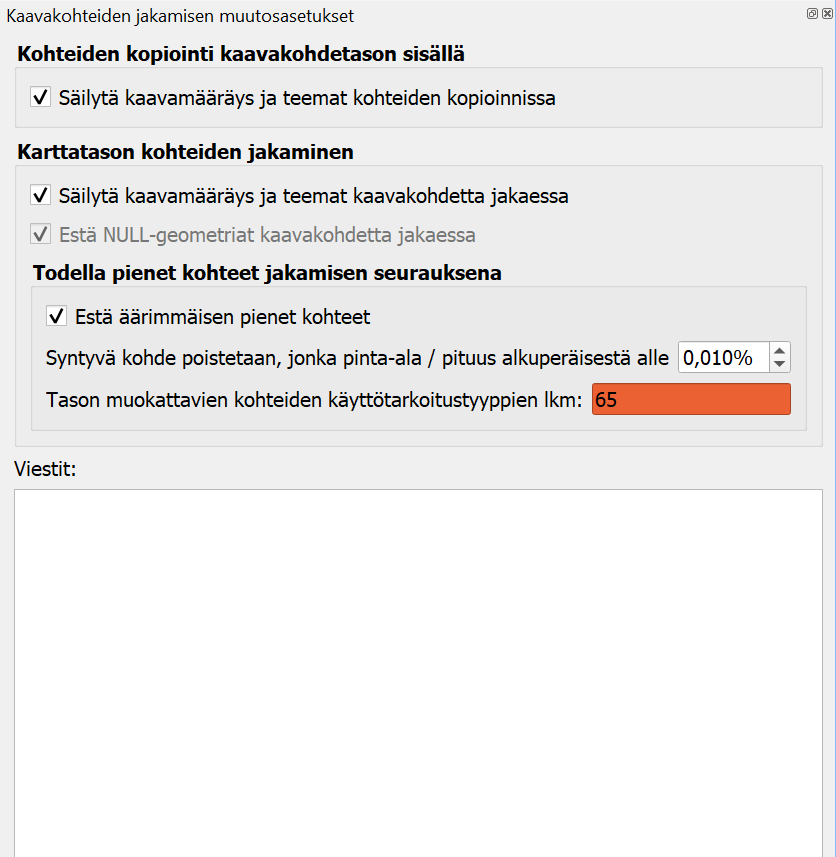 Kaavakohteiden jakamisen muutosasetukset
Kohteiden kopiointi kaavakohdetason sisällä
Säilytä kaavamääräys ja teemat kohteiden kopioinnissa
Karttatason kohteiden jakaminen
Säilytä kaavamääräys ja teemat kaavakohdetta jakaessa
Estä NULL-geometriat kaavakohdetta jakaessa
Todella pienet kohteet jakamisen seurauksena
Estä äärimmäisen pienet kohteet
Syntyvä kohde poistetaan, jonka pinta-ala / pituus alkuperäisestä alle 0,010%
Tason muokattavien kohteiden käyttötarkoitustyyppien lkm: 65
Viestit: